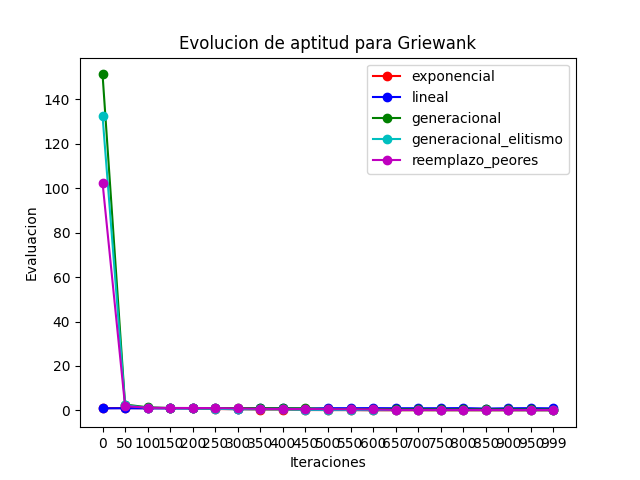 Evolucion de aptitud para Griewank
exponencial
lineal
generacional
generacional_elitismo
reemplazo_peores
Evaluacion
140
120
100
80
60
40
20
0
0 50 100 150 200 250 300 350 400 450 500 550 600 650 700 750 800 850 900 950 999
Iteraciones